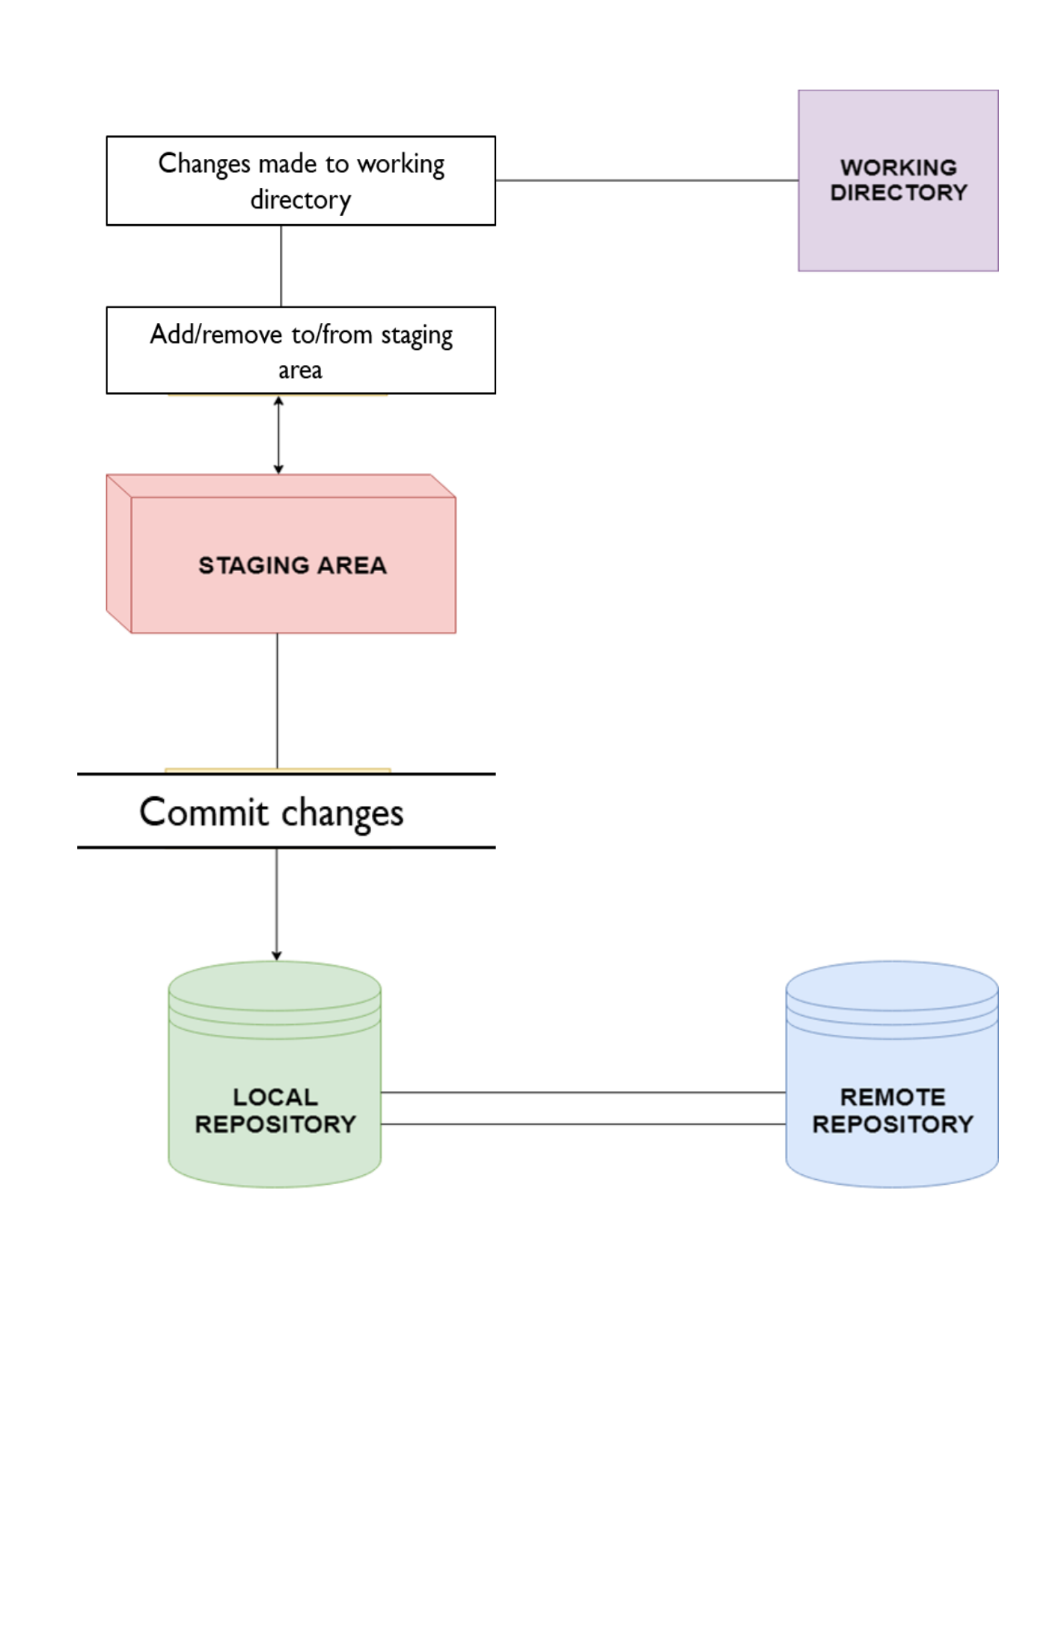 Changes made to working
directory
WORKING
DIRECTORY
Add/remove to/from staging
area
STAGING AREA
Commit changes
LOCAL
REPOSITORY
REMOTE
REPOSITORY